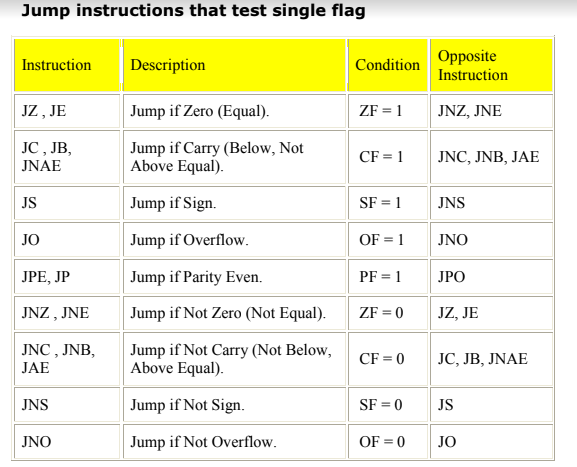 Jump instructions that test single flag
Instruction Description Condition Opposite
Instruction
JZ , JE Jump if Zero (Equal). ZF = 1 JNZ, JNE
JC , JB, Jump if Carry (Below, Not CF = 1 JNC, JNB, JAE
JNAE Above Equal).
JS Jump if Sign. SF = 1 JNS
JO Jump if Overflow. OF = 1 JNO
JPE, JP Jump if Parity Even. PF = 1 JPO
JNZ , JNE Jump if Not Zero (Not Equal). ZF = 0 JZ, JE
JNC , JNB, Jump if Not Carry (Not Below, CF = 0 JC, JB, JNAE
JAE Above Equal).
JNS Jump if Not Sign. SF = 0 JS
JNO Jump if Not Overflow. OF = 0 JO